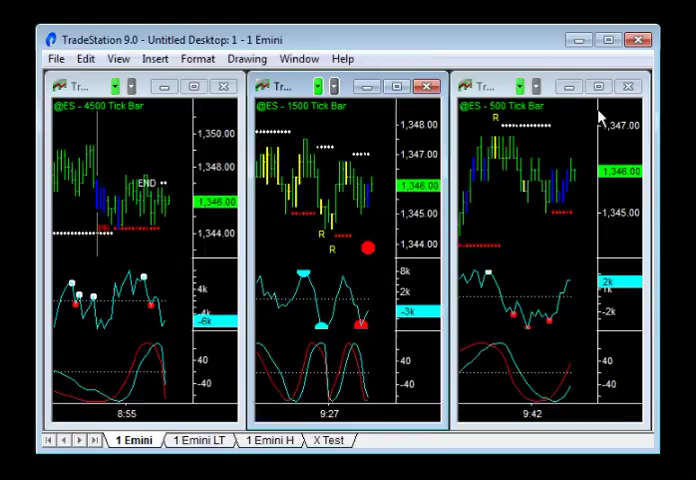 TradeStation 9.0 - Untitled Desktop: 1 - 1 Emini
File Edit View Insert Format Drawing Window Help
Tr...
@ES - 4500 Tick Bar
1,350.00
1,348.00
END
1,346.00
1,344.00
4k
-4k
-6k
40
-40
8:55
Tr...
@ES - 1500 Tick Bar
1,348.00
1,347.00
1,346.00
1,345.00
R
R
1,344.00
8k
2k
-3k
40
-40
9:27
Tr...
@ES - 500 Tick Bar
R
1,347.00
1,346.00
1,345.00
2k
1k
-2k
40
-40
9:42
1 Emini 1 Emini LT 1 Emini H X Test